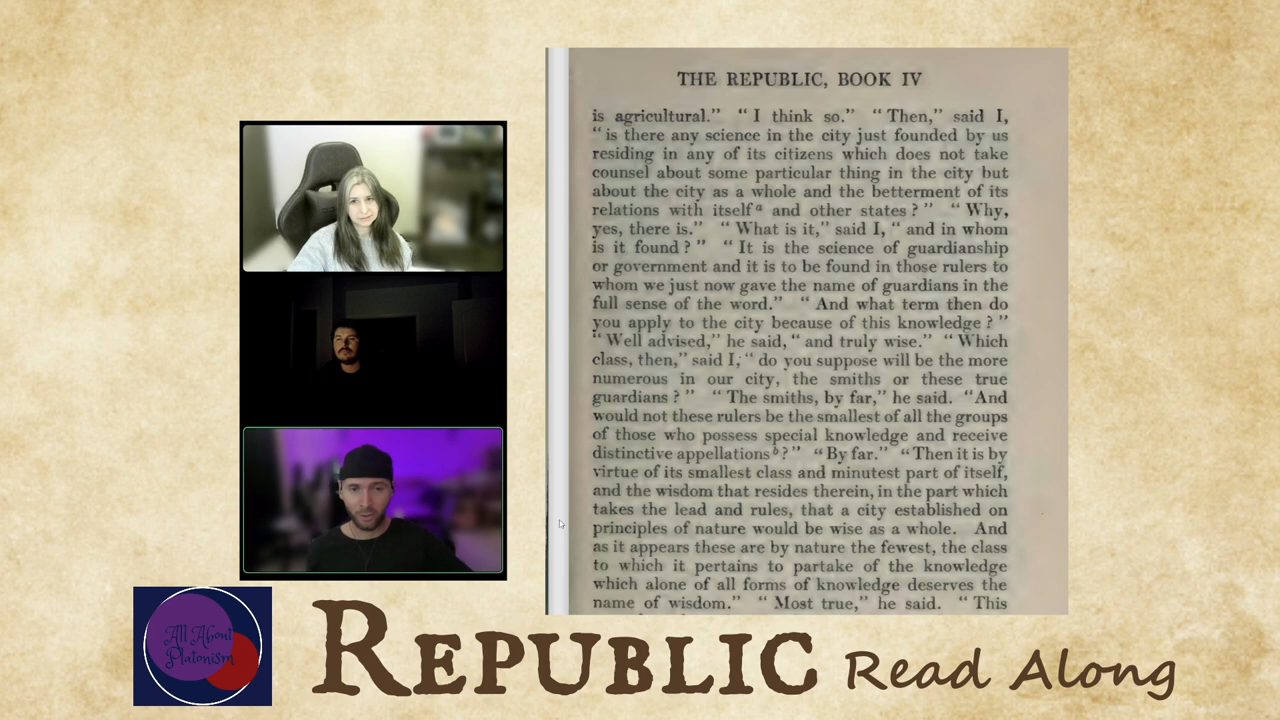 THE REPUBLIC, BOOK IV
is agricultural.” “ I think so.” “ Then,” said I,
“ is there any science in the city just founded by us
residing in any of its citizens which does not take
counsel about some particular thing in the city but
about the city as a whole and the betterment of its
relations with itself ᵃ and other states ? ” “ Why,
yes, there is.” “ What is it,” said I, “ and in whom
is it found ? ” “ It is the science of guardianship
or government and it is to be found in those rulers to
whom we just now gave the name of guardians in the
full sense of the word.” “ And what term then do
you apply to the city because of this knowledge ? ”
“ Well advised,” he said, “ and truly wise.” “ Which
class, then,” said I, “ do you suppose will be the more
numerous in our city, the smiths or these true
guardians ? ” “ The smiths, by far,” he said. “And
would not these rulers be the smallest of all the groups
of those who possess special knowledge and receive
distinctive appellations ᵇ ? ” “ By far.” “ Then it is by
virtue of its smallest class and minutest part of itself,
and the wisdom that resides therein, in the part which
takes the lead and rules, that a city established on
principles of nature would be wise as a whole. And
as it appears these are by nature the fewest, the class
to which it pertains to partake of the knowledge
which alone of all forms of knowledge deserves the
name of wisdom.” “ Most true,” he said. “ This
All About
Platonism
REPUBLIC Read Along